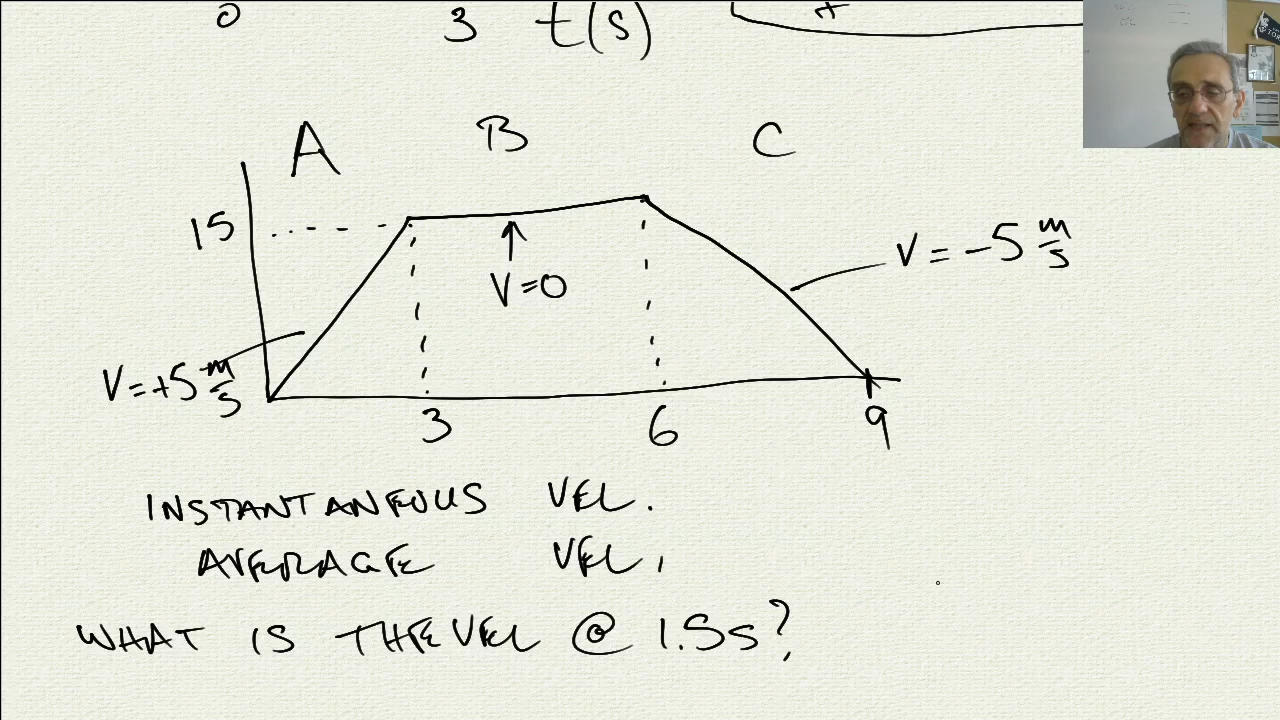 0 3 t(s)
A B C
15
V=0
V = -5 m/s
V=+5 m/s
3 6 9
INSTANTANEOUS VEL.
AVERAGE VEL.
WHAT IS THE VEL @ 1.5s?